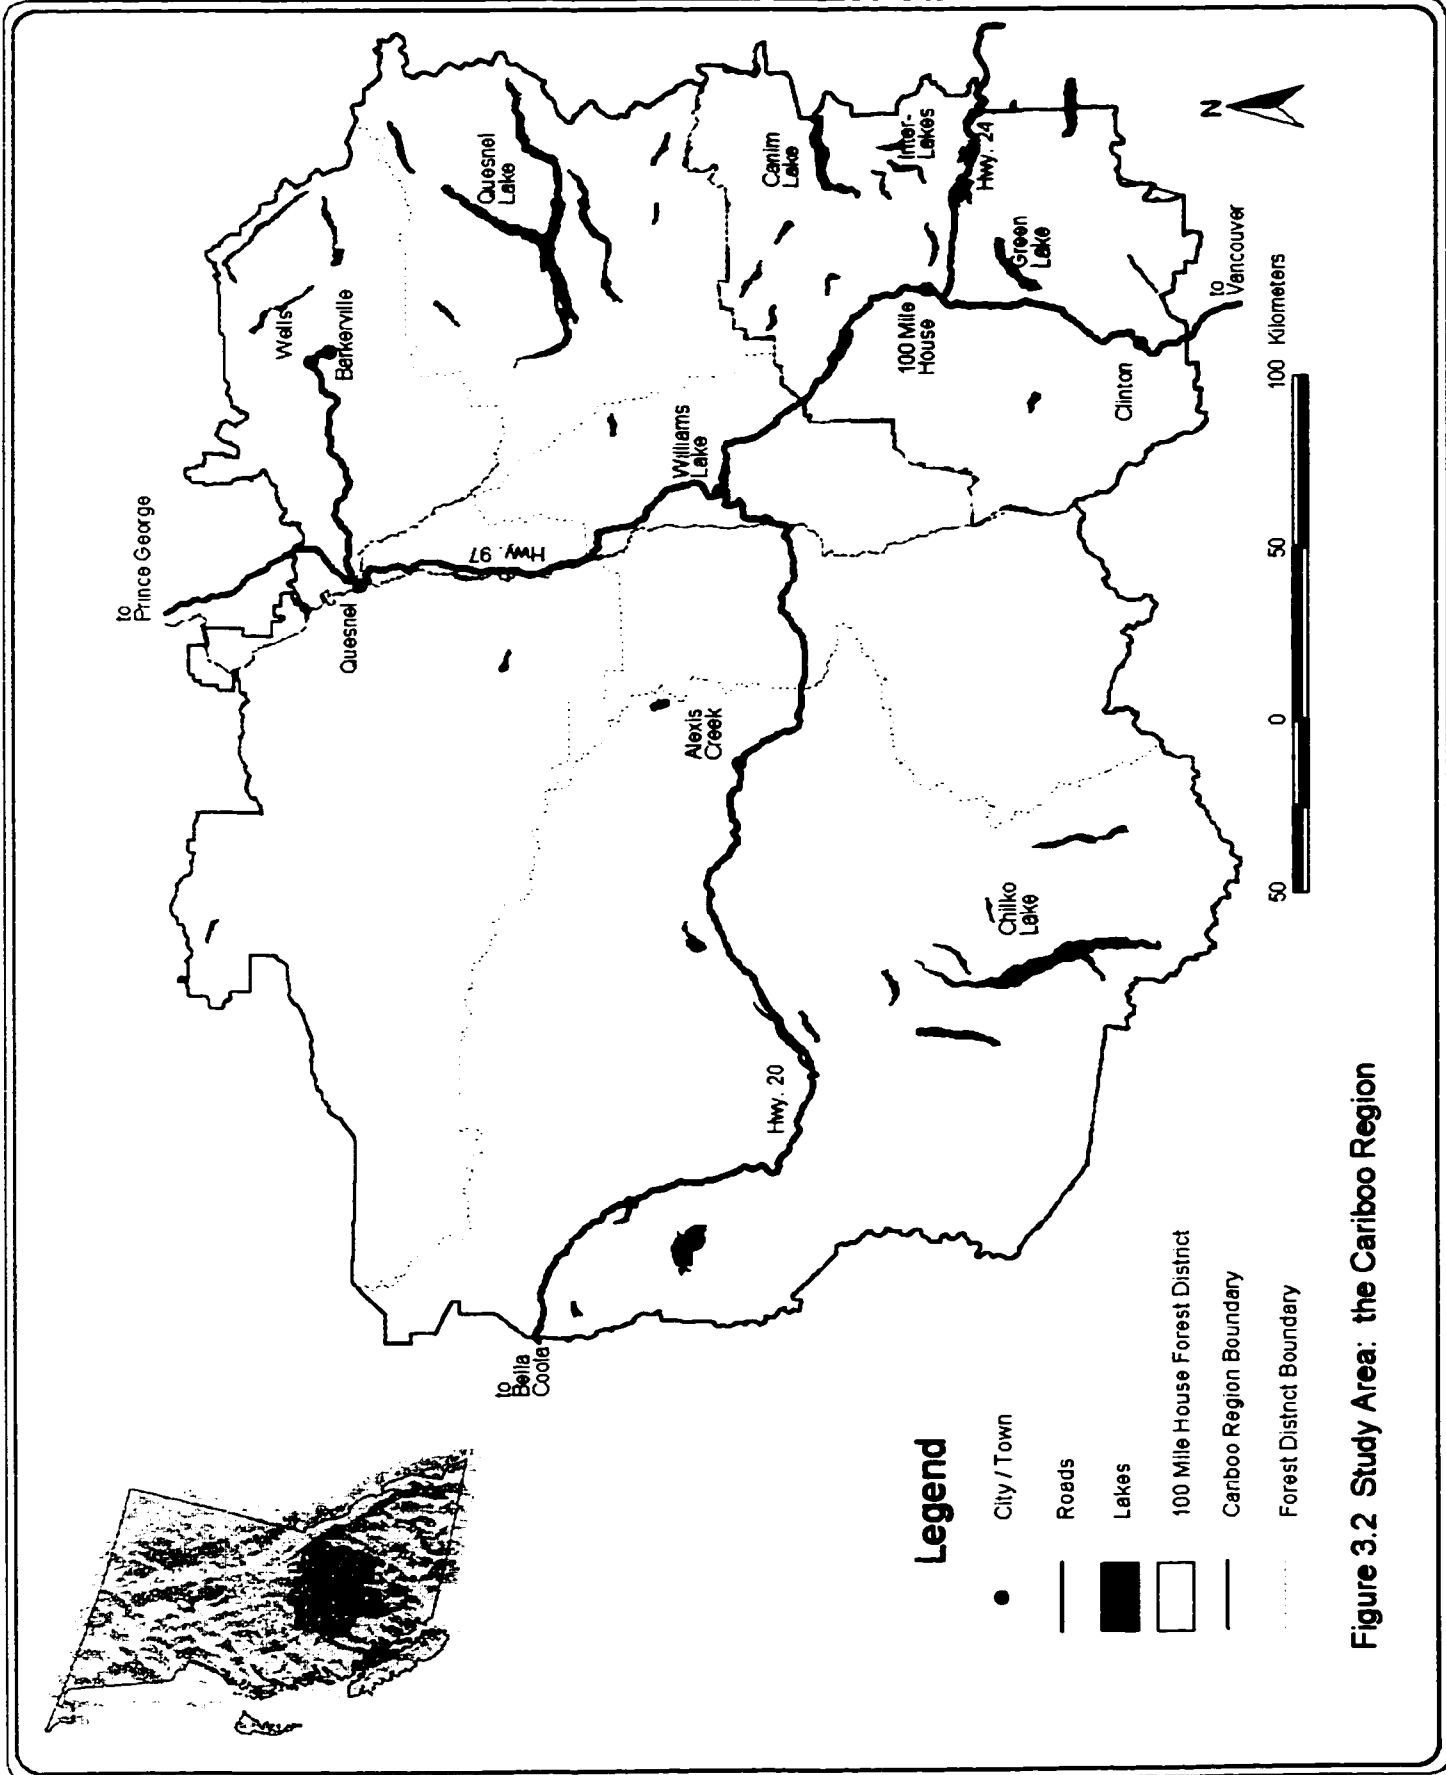 to
Prince George
Wells
Barkerville
Quesnel
Lake
Quesnel
Hwy. 97
to
Bella
Coola
Williams
Lake
Alexis
Creek
Canim
Lake
Hwy. 20
Inter-
Lakes
100 Mile
House
Hwy. 24
Green
Lake
Chilko
Lake
Clinton
to
Vancouver
N
50 0 50 100 Kilometers
Legend
City / Town
Roads
Lakes
100 Mile House Forest District
Cariboo Region Boundary
Forest District Boundary
Figure 3.2 Study Area: the Cariboo Region